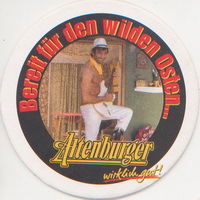 Bereit für den wilden Osten...
Altenburger
wirklich gut!